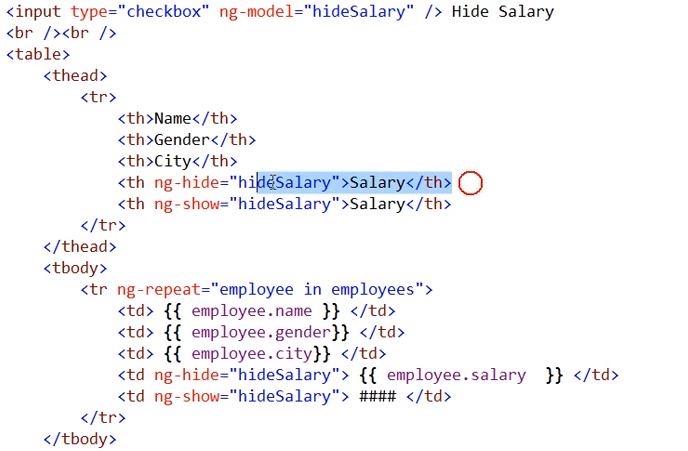 <input type="checkbox" ng-model="hideSalary" /> Hide Salary
<br /><br />
<table>
    <thead>
        <tr>
            <th>Name</th>
            <th>Gender</th>
            <th>City</th>
            <th ng-hide="hideSalary">Salary</th>
            <th ng-show="hideSalary">Salary</th>
        </tr>
    </thead>
    <tbody>
        <tr ng-repeat="employee in employees">
            <td> {{ employee.name }} </td>
            <td> {{ employee.gender}} </td>
            <td> {{ employee.city}} </td>
            <td ng-hide="hideSalary"> {{ employee.salary  }} </td>
            <td ng-show="hideSalary"> #### </td>
        </tr>
    </tbody>